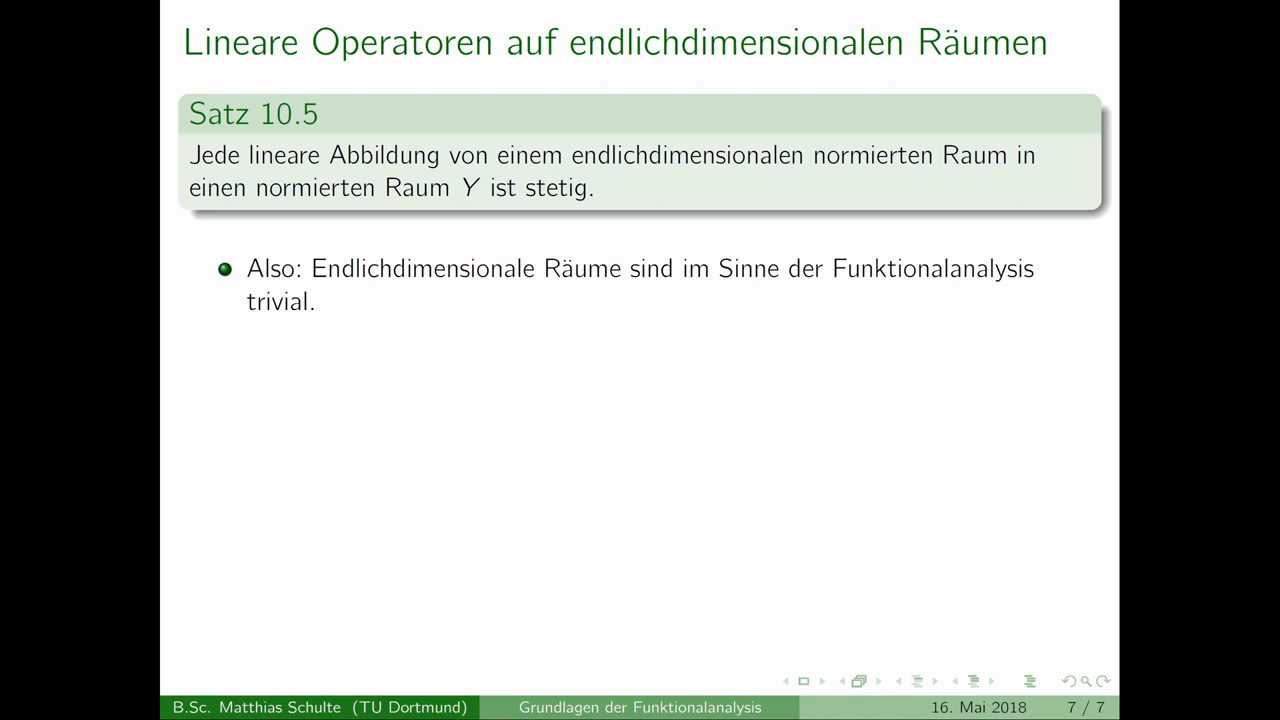 Lineare Operatoren auf endlichdimensionalen Räumen
Satz 10.5
Jede lineare Abbildung von einem endlichdimensionalen normierten Raum in
einen normierten Raum Y ist stetig.
Also: Endlichdimensionale Räume sind im Sinne der Funktionalanalysis
trivial.
B.Sc. Matthias Schulte (TU Dortmund) Grundlagen der Funktionalanalysis 16. Mai 2018 7 / 7